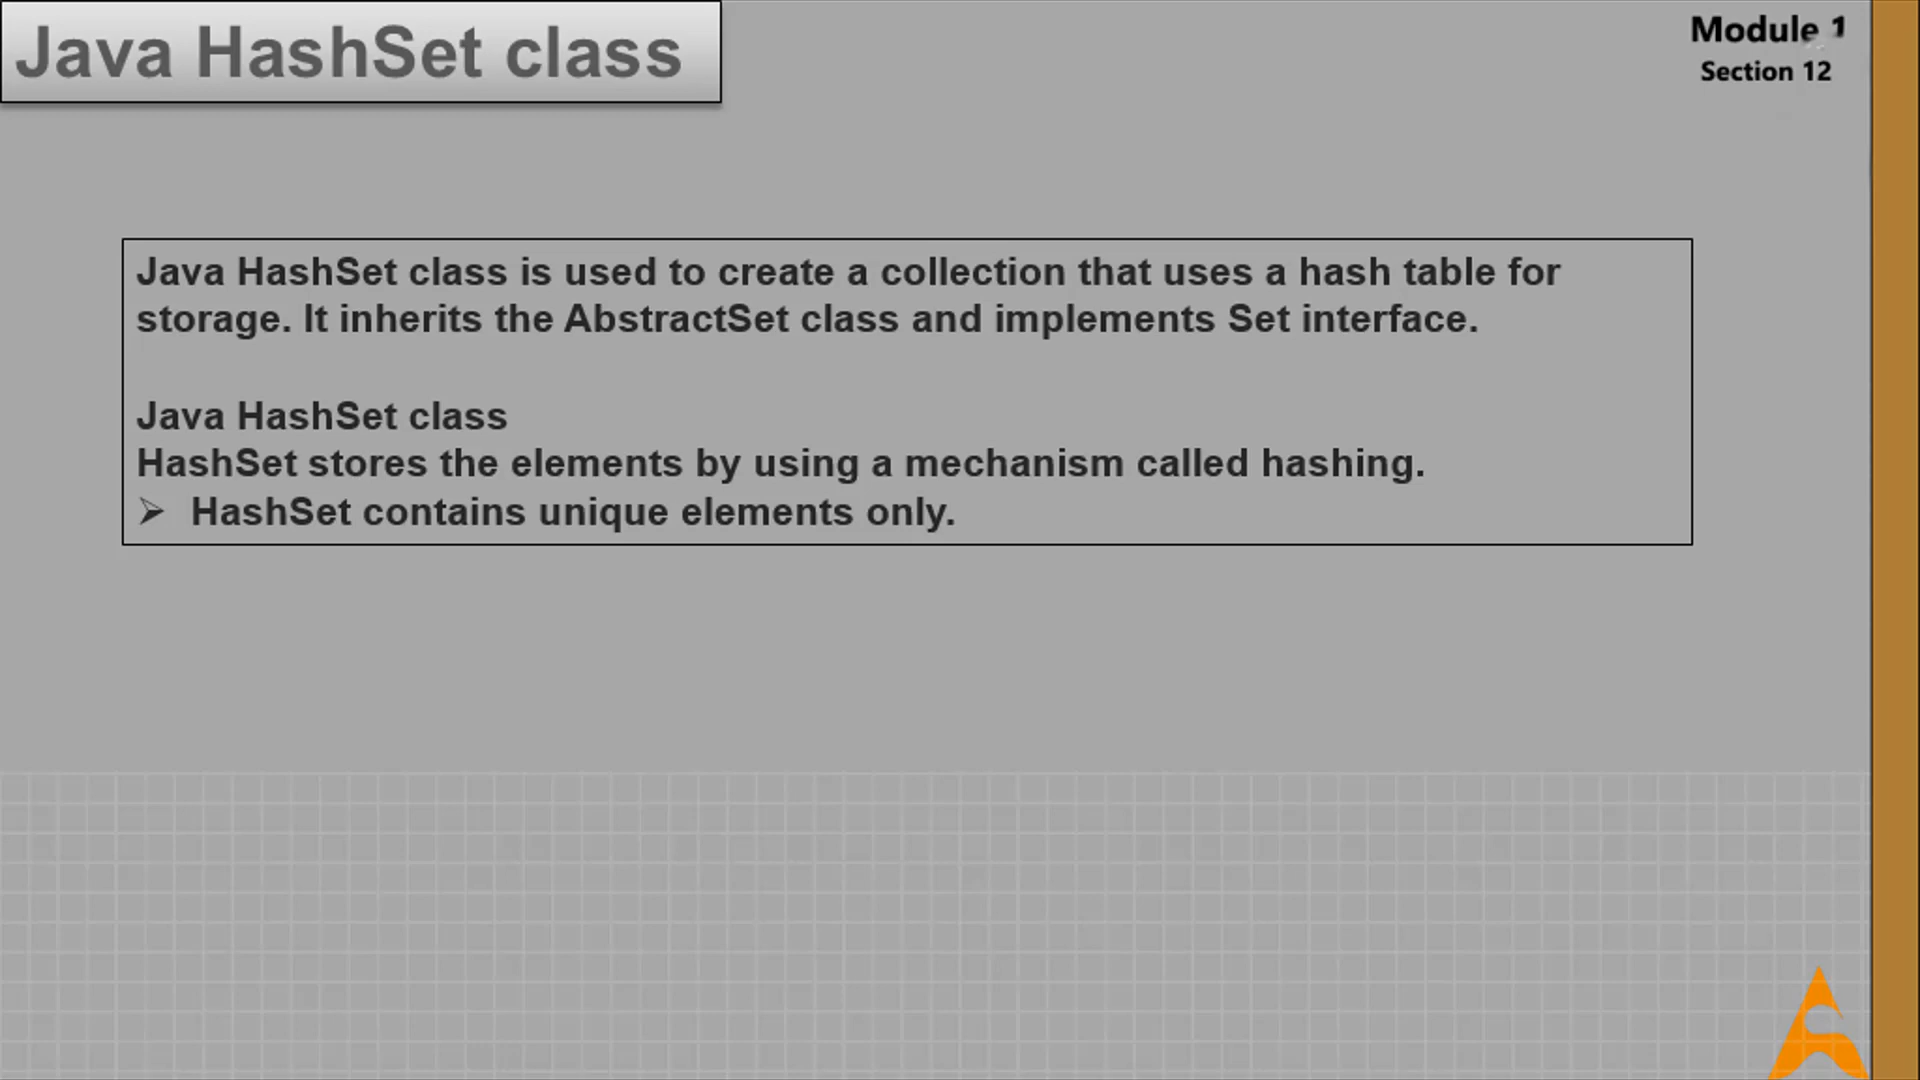 Java HashSet class
Module 1
Section 12
Java HashSet class is used to create a collection that uses a hash table for
storage. It inherits the AbstractSet class and implements Set interface.
Java HashSet class
HashSet stores the elements by using a mechanism called hashing.
➢ HashSet contains unique elements only.